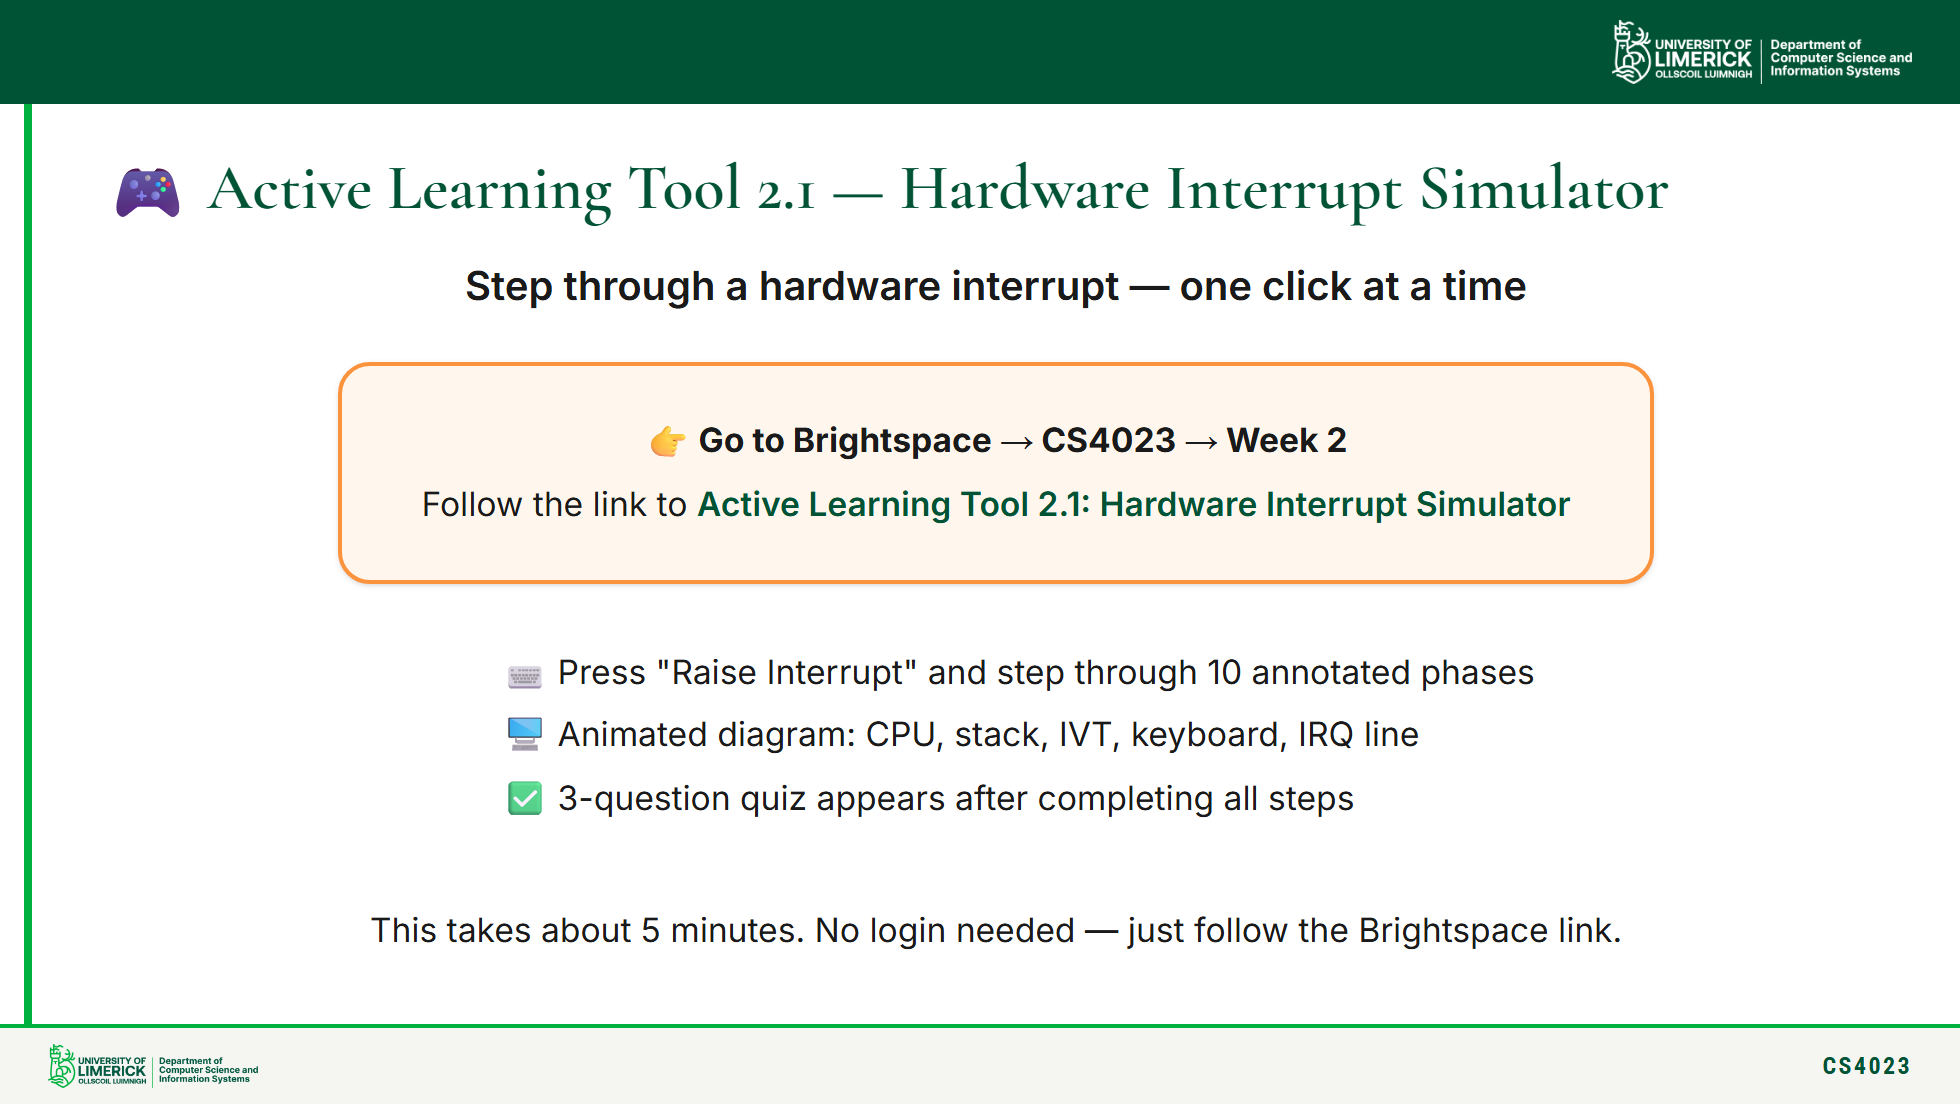 UNIVERSITY OF
LIMERICK
OLLSCOIL LUIMNIGH
Department of
Computer Science and
Information Systems
Active Learning Tool 2.1 — Hardware Interrupt Simulator
Step through a hardware interrupt — one click at a time
Go to Brightspace → CS4023 → Week 2
Follow the link to Active Learning Tool 2.1: Hardware Interrupt Simulator
Press "Raise Interrupt" and step through 10 annotated phases
Animated diagram: CPU, stack, IVT, keyboard, IRQ line
3-question quiz appears after completing all steps
This takes about 5 minutes. No login needed — just follow the Brightspace link.
UNIVERSITY OF
LIMERICK
OLLSCOIL LUIMNIGH
Department of
Computer Science and
Information Systems
CS4023